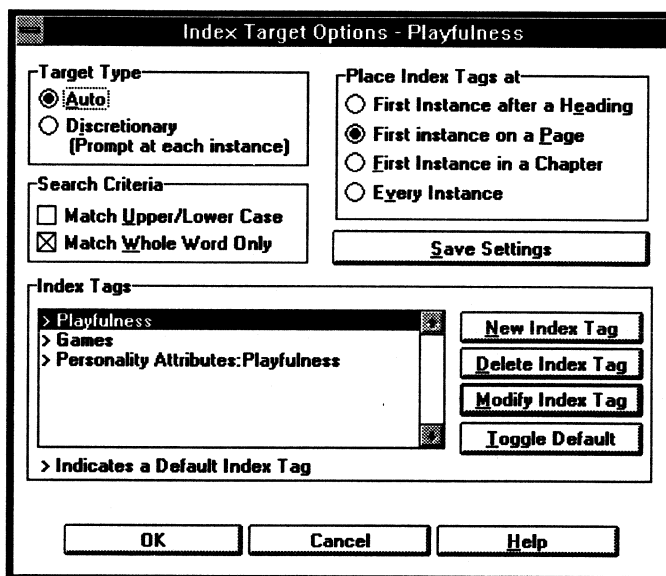 Index Target Options - Playfulness
Target Type
Auto
Discretionary
(Prompt at each instance)
Search Criteria
Match Upper/Lower Case
Match Whole Word Only
Place Index Tags at
First Instance after a Heading
First instance on a Page
First Instance in a Chapter
Every Instance
Save Settings
Index Tags
> Playfulness
> Games
> Personality Attributes:Playfulness
> Indicates a Default Index Tag
New Index Tag
Delete Index Tag
Modify Index Tag
Toggle Default
OK
Cancel
Help